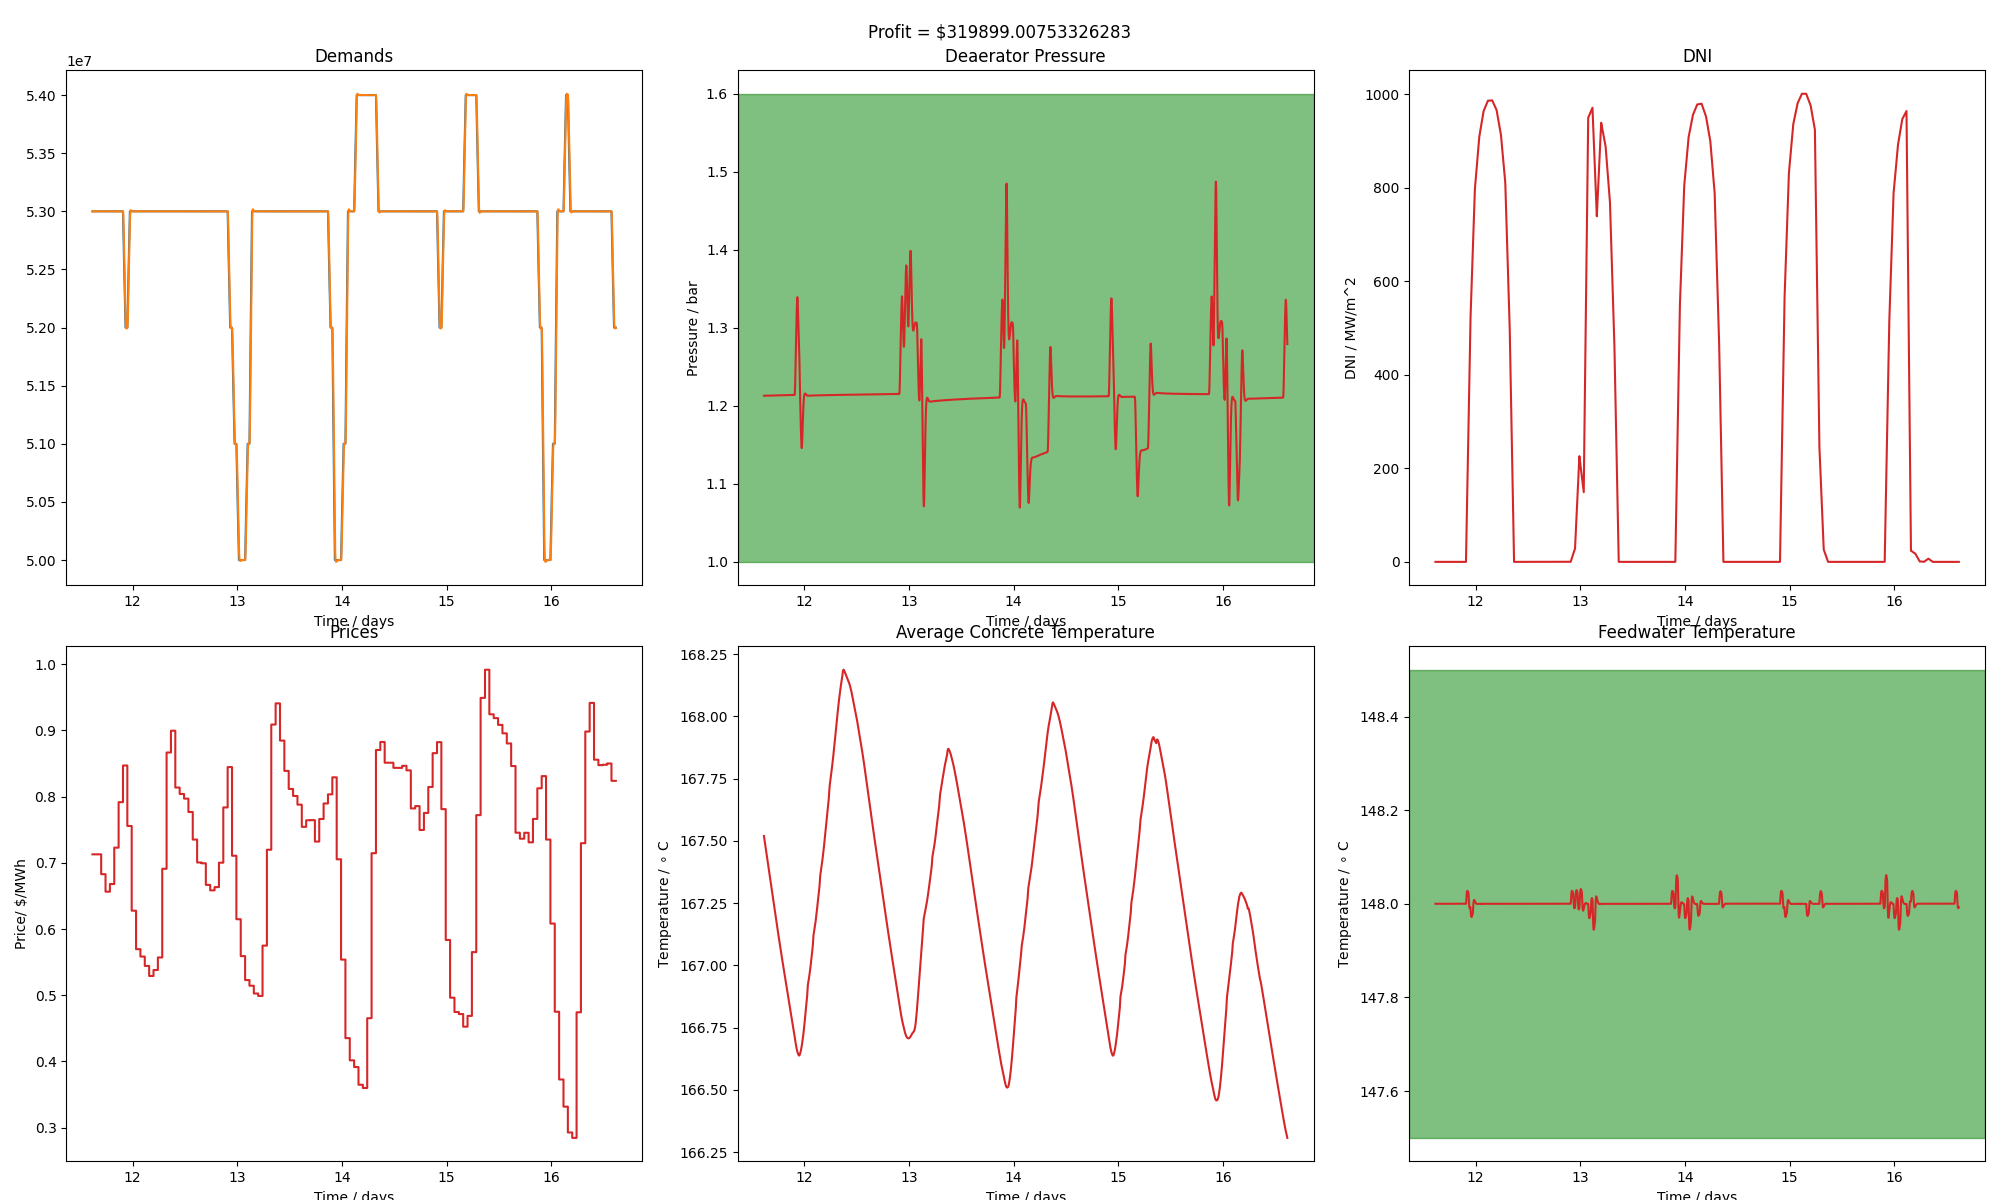 Profit = $319899.00753326283
Demands
1e7
5.40
5.35
5.30
5.25
5.20
5.15
5.10
5.05
5.00
12 13 14 15 16
Time / days
Deaerator Pressure
Pressure / bar
1.6
1.5
1.4
1.3
1.2
1.1
1.0
12 13 14 15 16
Time / days
DNI
DNI / MW/m^2
1000
800
600
400
200
0
12 13 14 15 16
Time / days
Prices
Price/ $/MWh
1.0
0.9
0.8
0.7
0.6
0.5
0.4
0.3
12 13 14 15 16
Time / days
Average Concrete Temperature
Temperature / ∘ C
168.25
168.00
167.75
167.50
167.25
167.00
166.75
166.50
166.25
12 13 14 15 16
Time / days
Feedwater Temperature
Temperature / ∘ C
148.4
148.2
148.0
147.8
147.6
12 13 14 15 16
Time / days